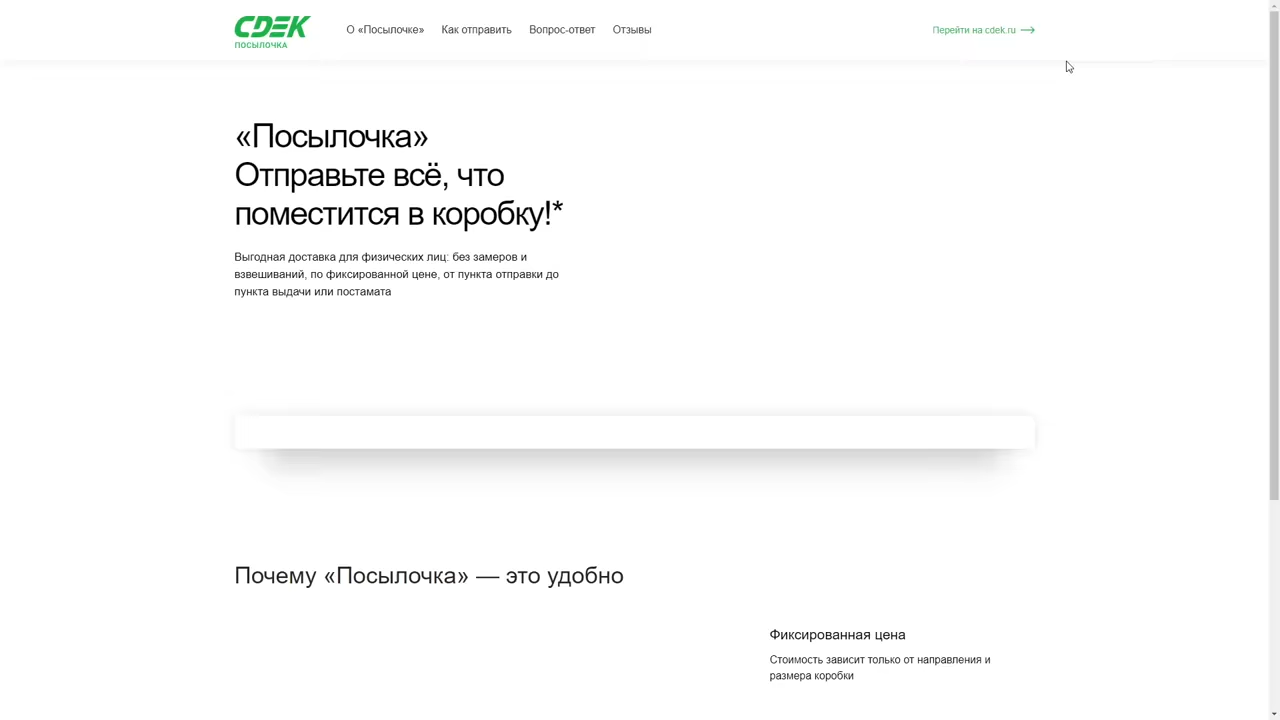 CDEK
ПОСЫЛОЧКА
О «Посылочке» Как отправить Вопрос-ответ Отзывы
Перейти на cdek.ru
«Посылочка»
Отправьте всё, что
поместится в коробку!*
Выгодная доставка для физических лиц: без замеров и
взвешиваний, по фиксированной цене, от пункта отправки до
пункта выдачи или постамата
Почему «Посылочка» — это удобно
Фиксированная цена
Стоимость зависит только от направления и
размера коробки